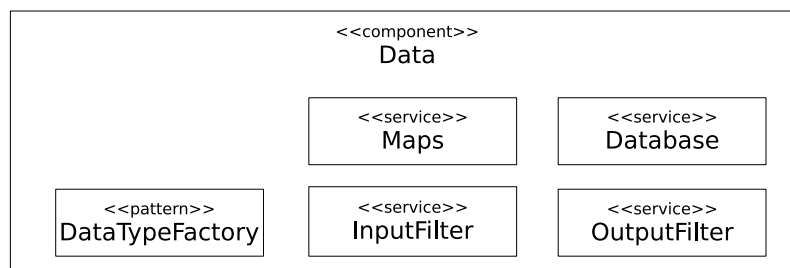 <<component>>
Data
<<service>>
Maps
<<service>>
Database
<<pattern>>
DataTypeFactory
<<service>>
InputFilter
<<service>>
OutputFilter